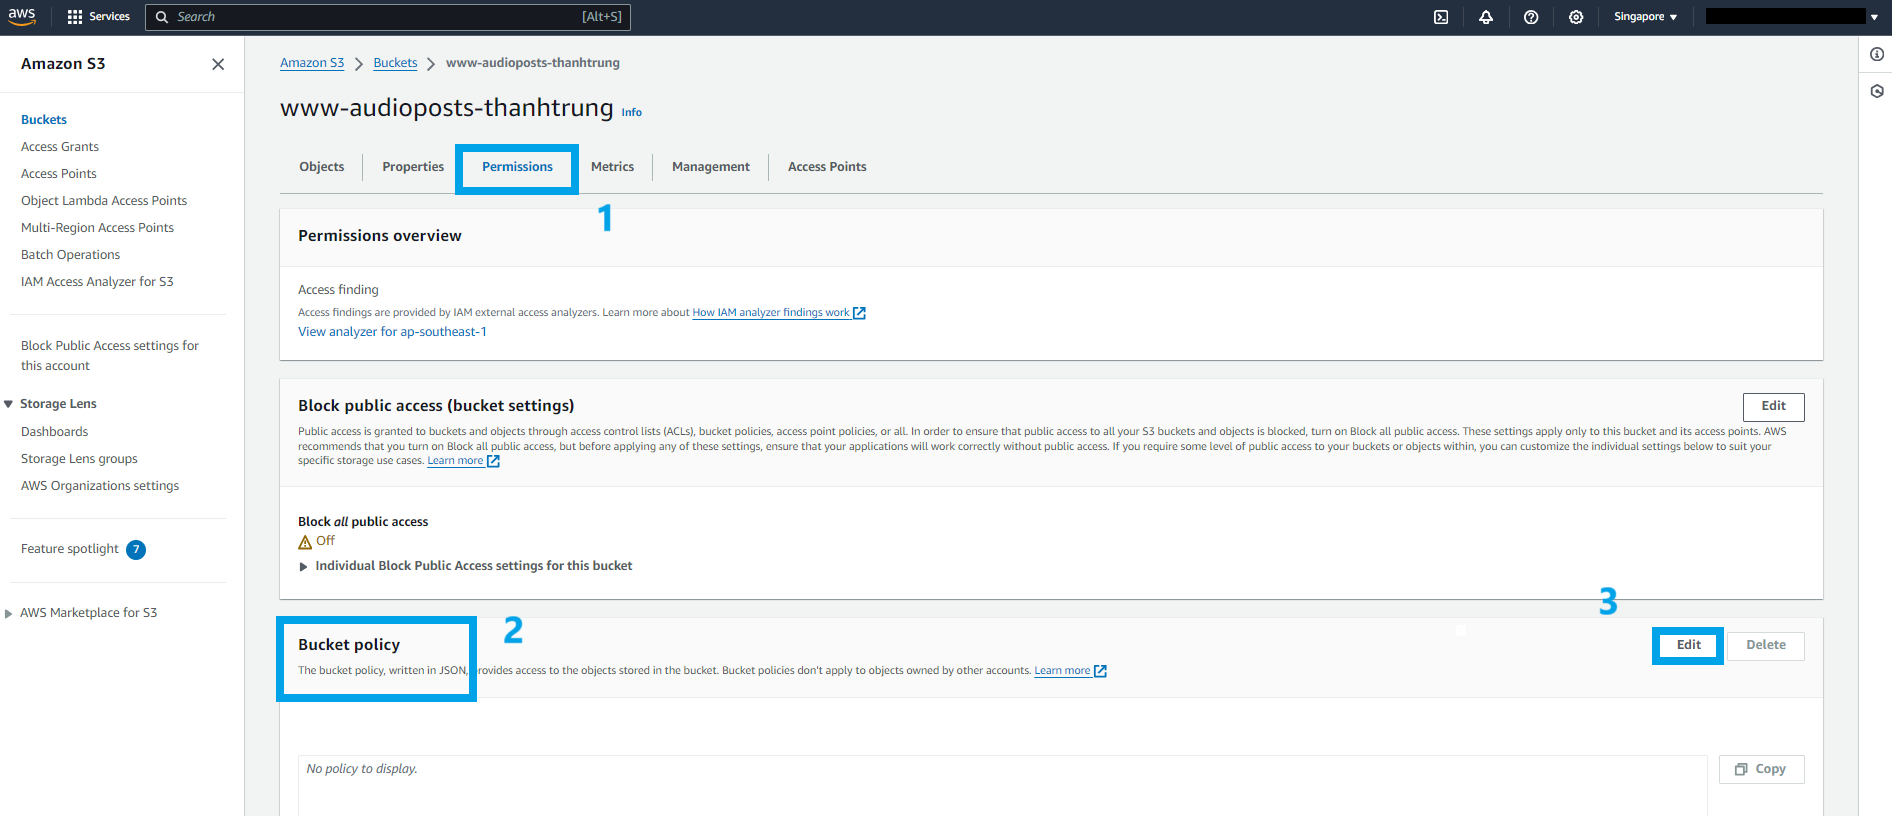 aws Services Search [Alt+S] Singapore
Amazon S3
Buckets
Access Grants
Access Points
Object Lambda Access Points
Multi-Region Access Points
Batch Operations
IAM Access Analyzer for S3
Block Public Access settings for
this account
Storage Lens
Dashboards
Storage Lens groups
AWS Organizations settings
Feature spotlight 7
AWS Marketplace for S3
Amazon S3 Buckets www-audioposts-thanhtrung
www-audioposts-thanhtrung Info
Objects Properties Permissions Metrics Management Access Points
1
Permissions overview
Access finding
Access findings are provided by IAM external access analyzers. Learn more about How IAM analyzer findings work
View analyzer for ap-southeast-1
Block public access (bucket settings) Edit
Public access is granted to buckets and objects through access control lists (ACLs), bucket policies, access point policies, or all. In order to ensure that public access to all your S3 buckets and objects is blocked, turn on Block all public access. These settings apply only to this bucket and its access points. AWS
recommends that you turn on Block all public access, but before applying any of these settings, ensure that your applications will work correctly without public access. If you require some level of public access to your buckets or objects within, you can customize the individual settings below to suit your
specific storage use cases. Learn more
Block all public access
Off
Individual Block Public Access settings for this bucket
3
2
Bucket policy Edit Delete
The bucket policy, written in JSON, provides access to the objects stored in the bucket. Bucket policies don't apply to objects owned by other accounts. Learn more
No policy to display. Copy